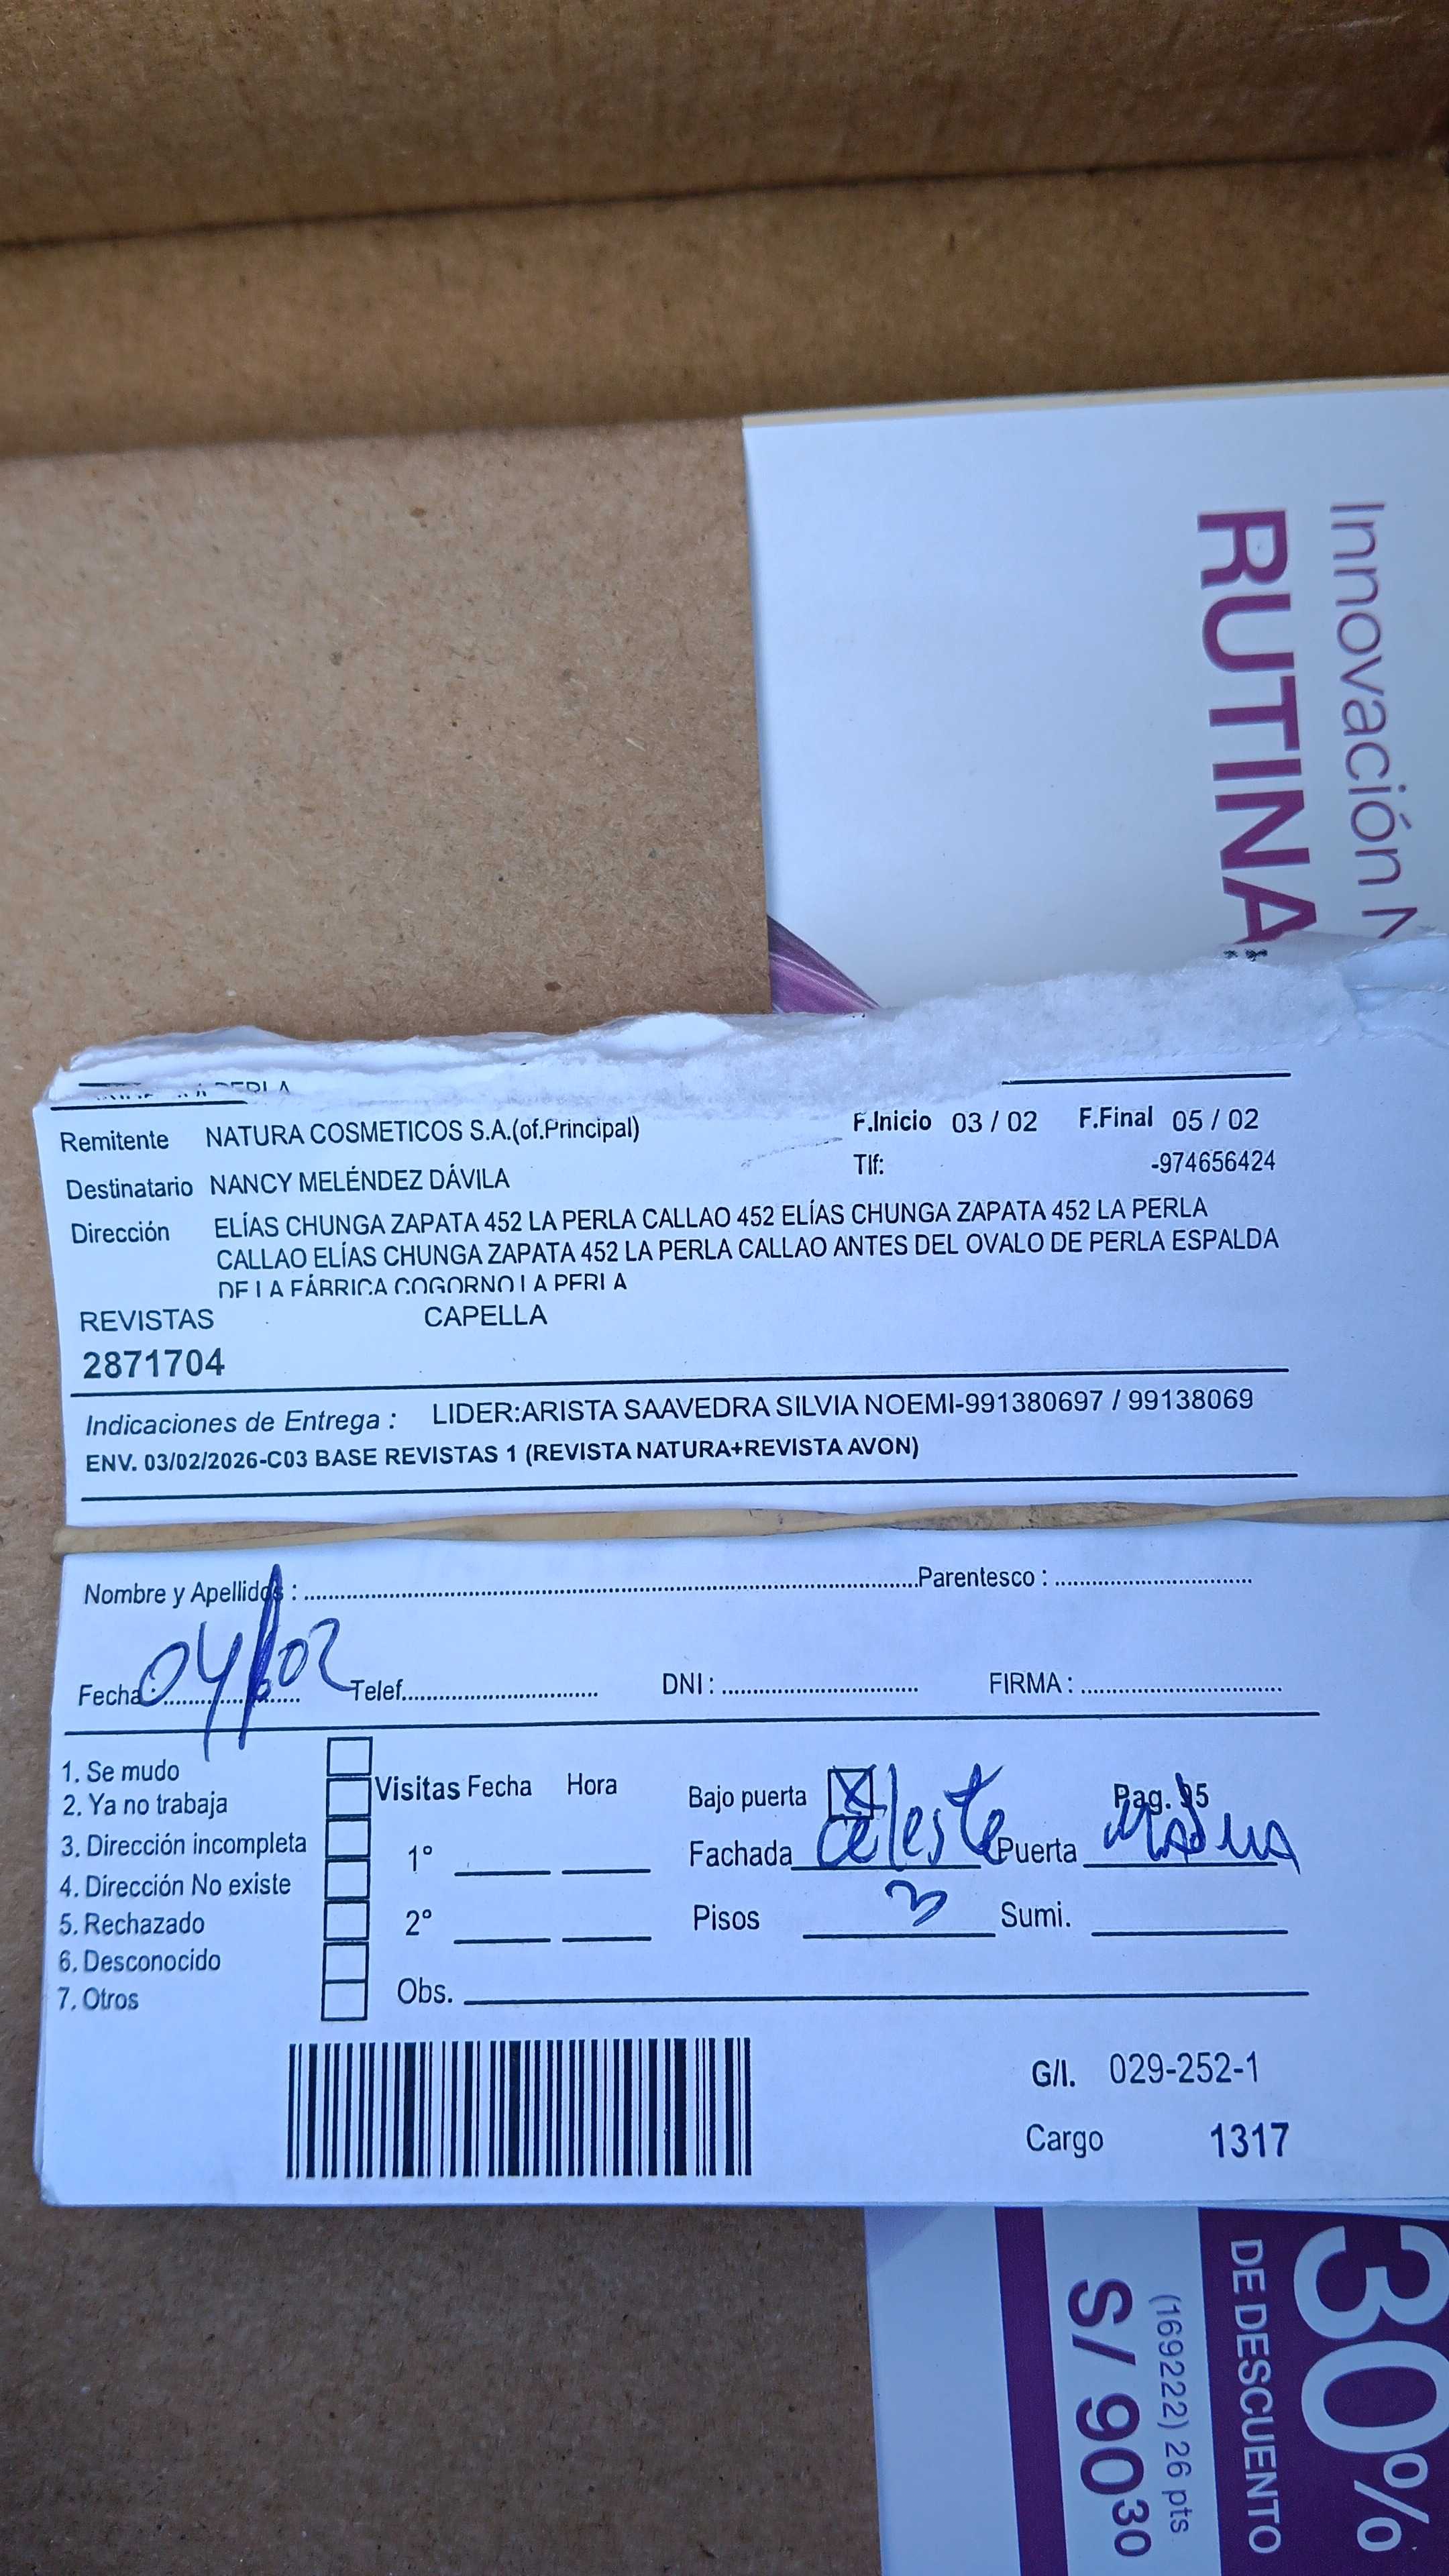 Innovación
RUTINA
Remitente NATURA COSMETICOS S.A.(of.Principal) F.Inicio 03 / 02 F.Final 05 / 02
Tlf: -974656424
Destinatario NANCY MELÉNDEZ DÁVILA
Dirección ELÍAS CHUNGA ZAPATA 452 LA PERLA CALLAO 452 ELÍAS CHUNGA ZAPATA 452 LA PERLA
CALLAO ELÍAS CHUNGA ZAPATA 452 LA PERLA CALLAO ANTES DEL OVALO DE PERLA ESPALDA
DE LA FÁBRICA COGORNO LA PERLA
REVISTAS CAPELLA
2871704
Indicaciones de Entrega : LIDER:ARISTA SAAVEDRA SILVIA NOEMI-991380697 / 99138069
ENV. 03/02/2026-C03 BASE REVISTAS 1 (REVISTA NATURA+REVISTA AVON)
Nombre y Apellidos : Parentesco :
Fecha : 04/02 Telef. DNI : FIRMA :
1. Se mudo
2. Ya no trabaja
3. Dirección incompleta
4. Dirección No existe
5. Rechazado
6. Desconocido
7. Otros
Visitas Fecha Hora
1°
2°
Obs.
Bajo puerta X Pag.
Fachada celeste Puerta
Pisos 3 Sumi.
G/l. 029-252-1
Cargo 1317
30%
DE DESCUENTO
(169222) 26 pts
S/ 90³⁰